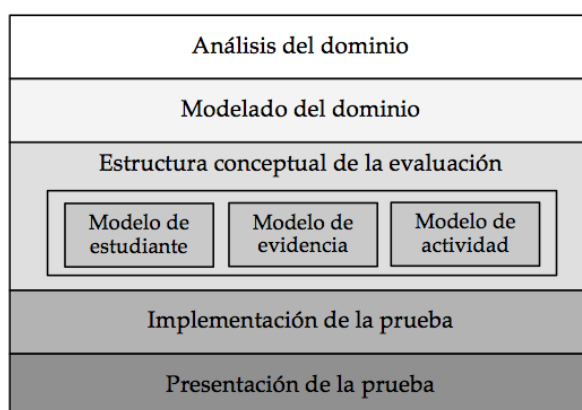 Análisis del dominio
Modelado del dominio
Estructura conceptual de la evaluación
Modelo de
estudiante
Modelo de
evidencia
Modelo de
actividad
Implementación de la prueba
Presentación de la prueba